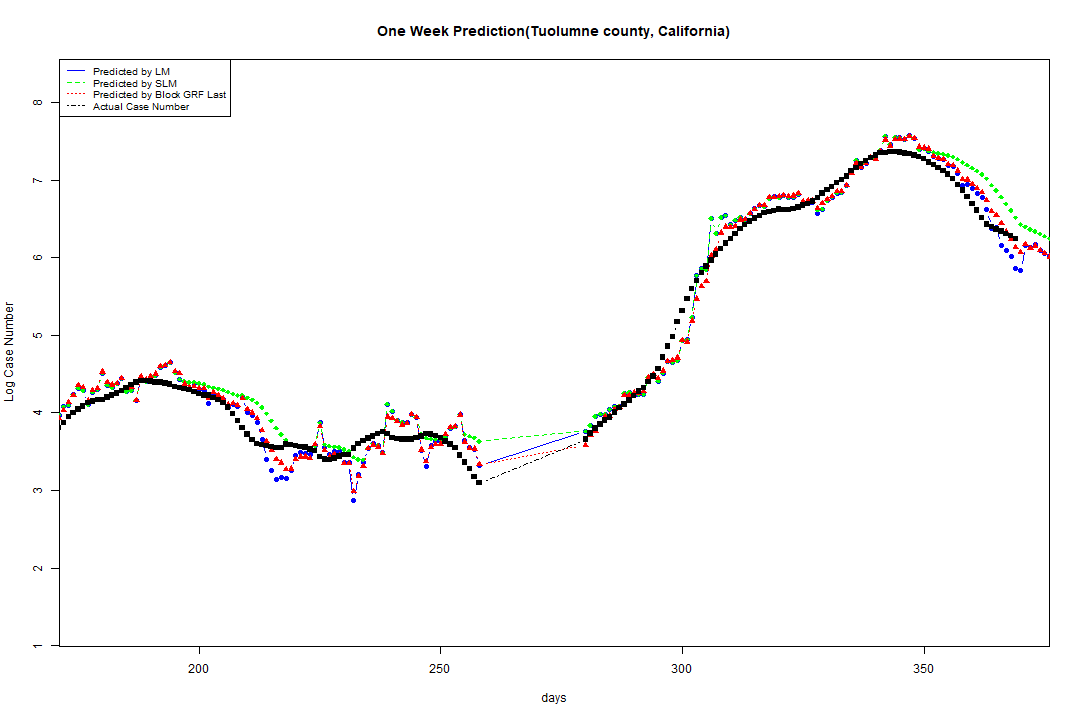 One Week Prediction(Tuolumne county, California)
Predicted by LM
Predicted by SLM
Predicted by Block GRF Last
Actual Case Number
8
7
6
5
4
3
2
1
Log Case Number
200 250 300 350
days